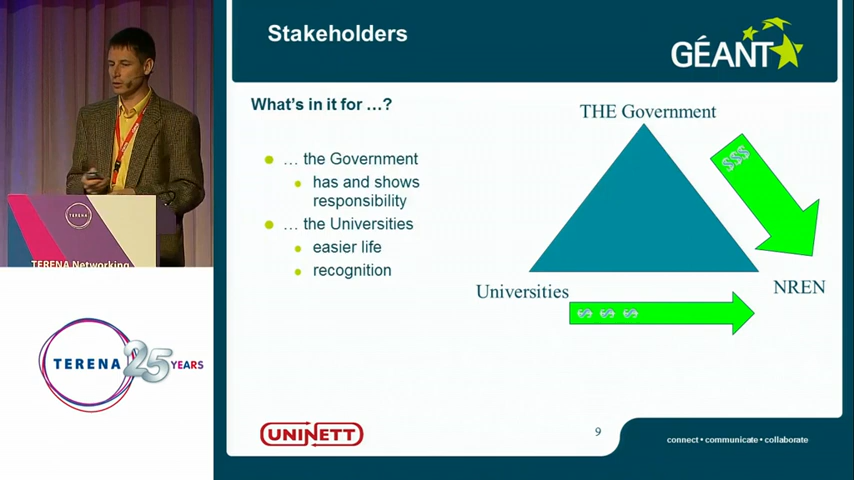 Stakeholders
GÉANT
What's in it for …?
… the Government
has and shows
responsibility
… the Universities
easier life
recognition
THE Government
$$$
Universities
NREN
$ $ $
TERENA
TERENA Networking
TERENA 25 YEARS
UNINETT
9
connect • communicate • collaborate